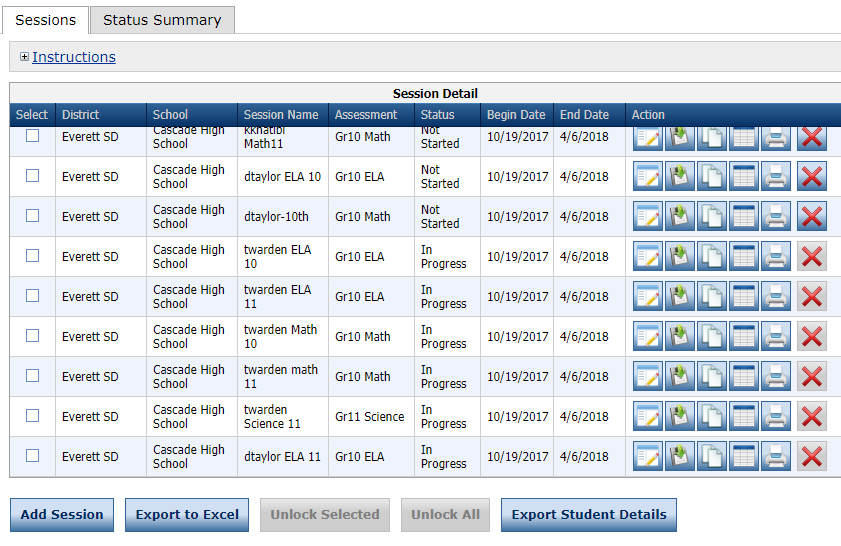 Sessions Status Summary
Instructions
Session Detail
Select District School Session Name Assessment Status Begin Date End Date Action
Everett SD Cascade High School kkhatibi Math11 Gr10 Math Not Started 10/19/2017 4/6/2018
Everett SD Cascade High School dtaylor ELA 10 Gr10 ELA Not Started 10/19/2017 4/6/2018
Everett SD Cascade High School dtaylor-10th Gr10 Math Not Started 10/19/2017 4/6/2018
Everett SD Cascade High School twarden ELA 10 Gr10 ELA In Progress 10/19/2017 4/6/2018
Everett SD Cascade High School twarden ELA 11 Gr10 ELA In Progress 10/19/2017 4/6/2018
Everett SD Cascade High School twarden Math 10 Gr10 Math In Progress 10/19/2017 4/6/2018
Everett SD Cascade High School twarden math 11 Gr10 Math In Progress 10/19/2017 4/6/2018
Everett SD Cascade High School twarden Science 11 Gr11 Science In Progress 10/19/2017 4/6/2018
Everett SD Cascade High School dtaylor ELA 11 Gr10 ELA In Progress 10/19/2017 4/6/2018
Add Session Export to Excel Unlock Selected Unlock All Export Student Details